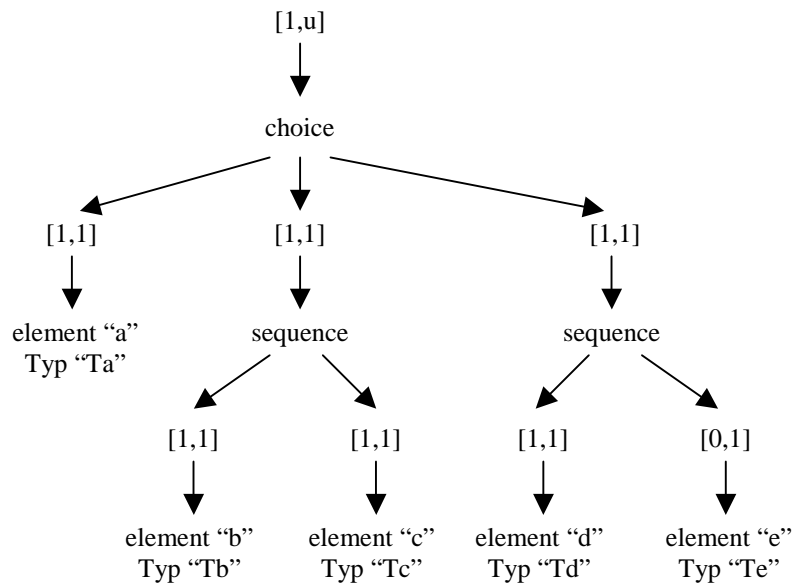 [1,u]
choice
[1,1] [1,1] [1,1]
element “a”
Typ “Ta”
sequence
sequence
[1,1] [1,1] [1,1] [0,1]
element “b”
Typ “Tb”
element “c”
Typ “Tc”
element “d”
Typ “Td”
element “e”
Typ “Te”